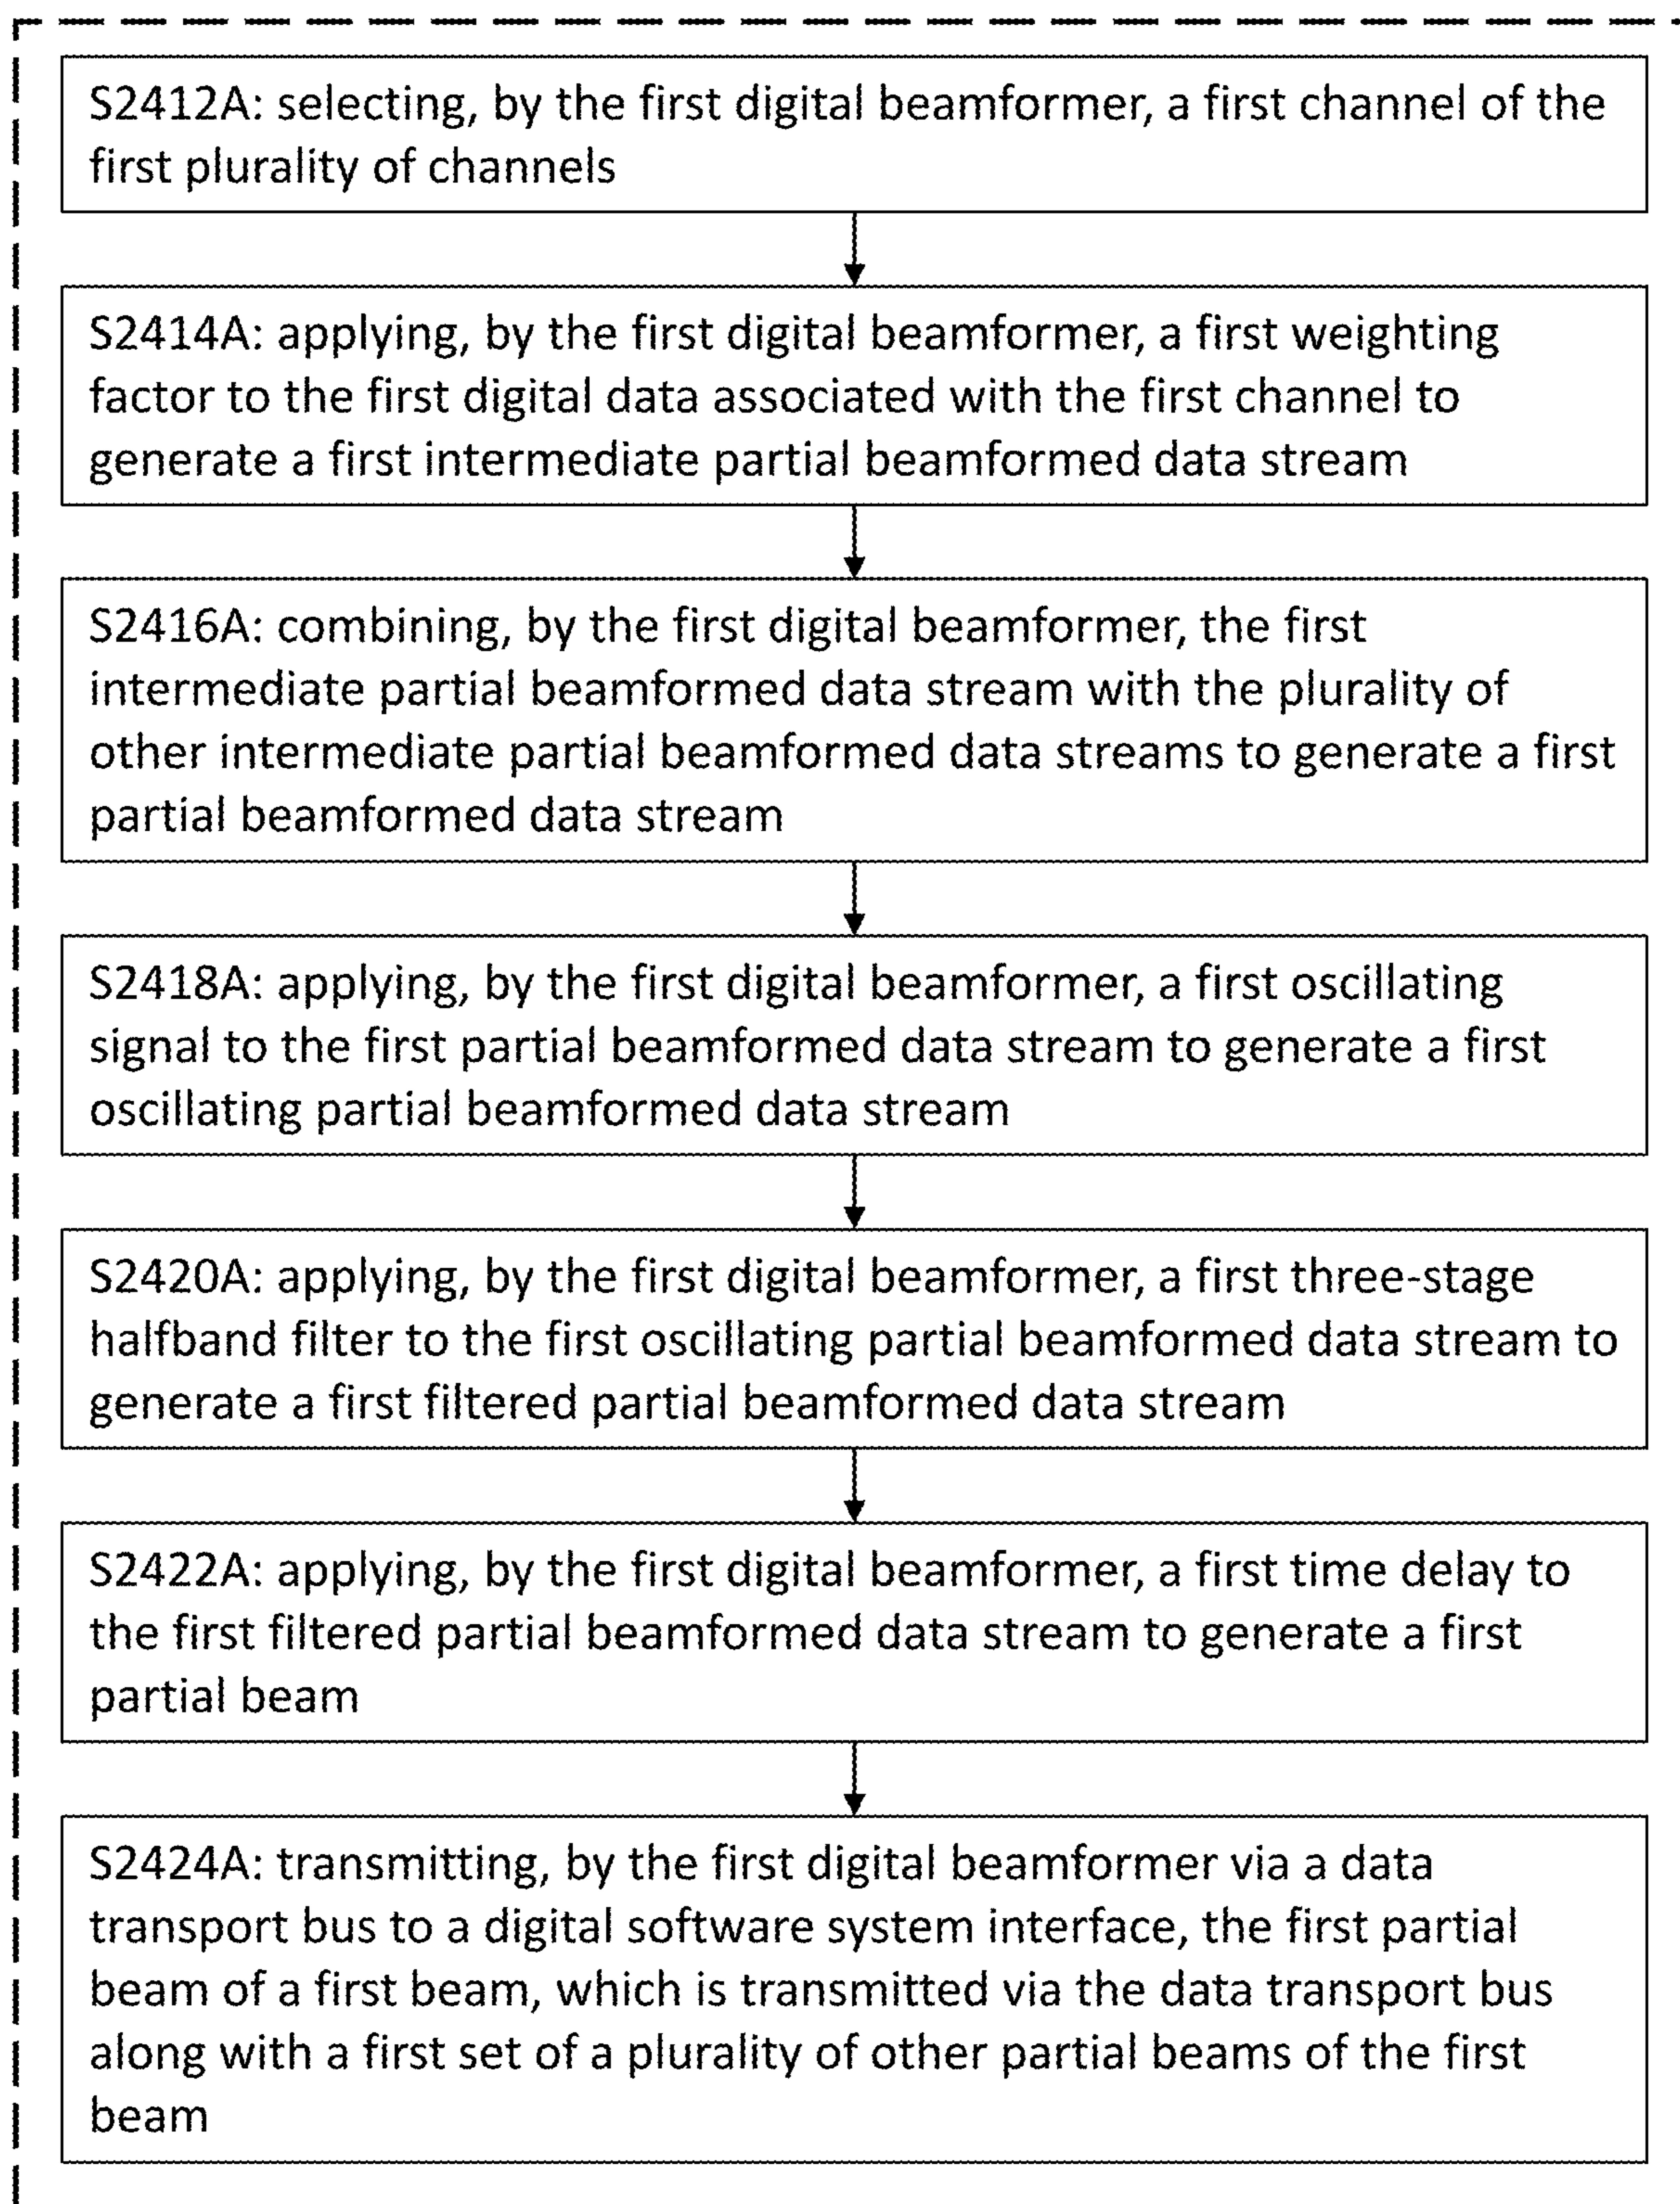 S2412A: selecting, by the first digital beamformer, a first channel of the
first plurality of channels
S2414A: applying, by the first digital beamformer, a first weighting
factor to the first digital data associated with the first channel to
generate a first intermediate partial beamformed data stream
S2416A: combining, by the first digital beamformer, the first
intermediate partial beamformed data stream with the plurality of
other intermediate partial beamformed data streams to generate a first
partial beamformed data stream
S2418A: applying, by the first digital beamformer, a first oscillating
signal to the first partial beamformed data stream to generate a first
oscillating partial beamformed data stream
S2420A: applying, by the first digital beamformer, a first three-stage
halfband filter to the first oscillating partial beamformed data stream to
generate a first filtered partial beamformed data stream
S2422A: applying, by the first digital beamformer, a first time delay to
the first filtered partial beamformed data stream to generate a first
partial beam
S2424A: transmitting, by the first digital beamformer via a data
transport bus to a digital software system interface, the first partial
beam of a first beam, which is transmitted via the data transport bus
along with a first set of a plurality of other partial beams of the first
beam